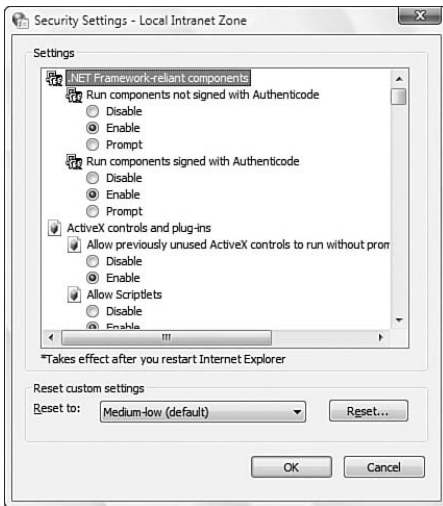 Security Settings - Local Intranet Zone
Settings
.NET Framework-reliant components
Run components not signed with Authenticode
Disable
Enable
Prompt
Run components signed with Authenticode
Disable
Enable
Prompt
ActiveX controls and plug-ins
Allow previously unused ActiveX controls to run without prom
Disable
Enable
Allow Scriptlets
Disable
Enable
*Takes effect after you restart Internet Explorer
Reset custom settings
Reset to: Medium-low (default) Reset...
OK Cancel